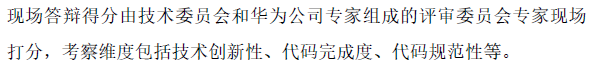 现场答辩得分由技术委员会和华为公司专家组成的评审委员会专家现场
打分，考察维度包括技术创新性、代码完成度、代码规范性等。